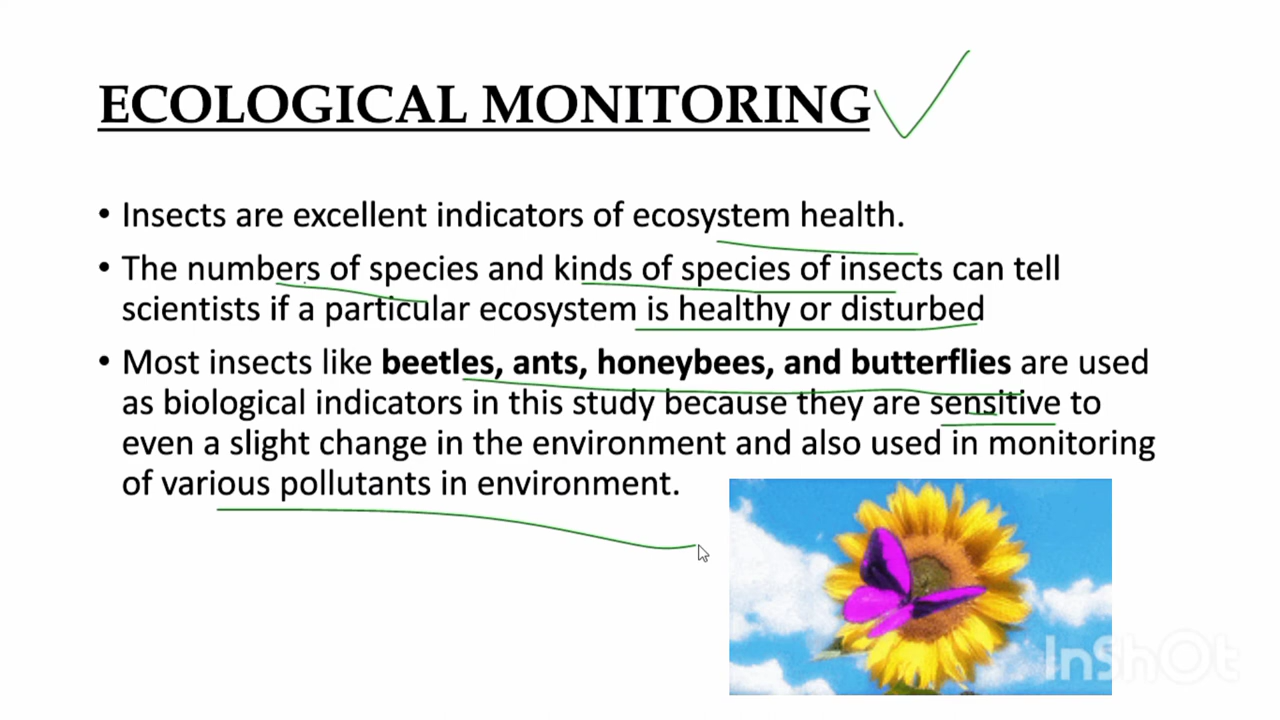 ECOLOGICAL MONITORING
• Insects are excellent indicators of ecosystem health.
• The numbers of species and kinds of species of insects can tell
scientists if a particular ecosystem is healthy or disturbed
• Most insects like beetles, ants, honeybees, and butterflies are used
as biological indicators in this study because they are sensitive to
even a slight change in the environment and also used in monitoring
of various pollutants in environment.
InShOt